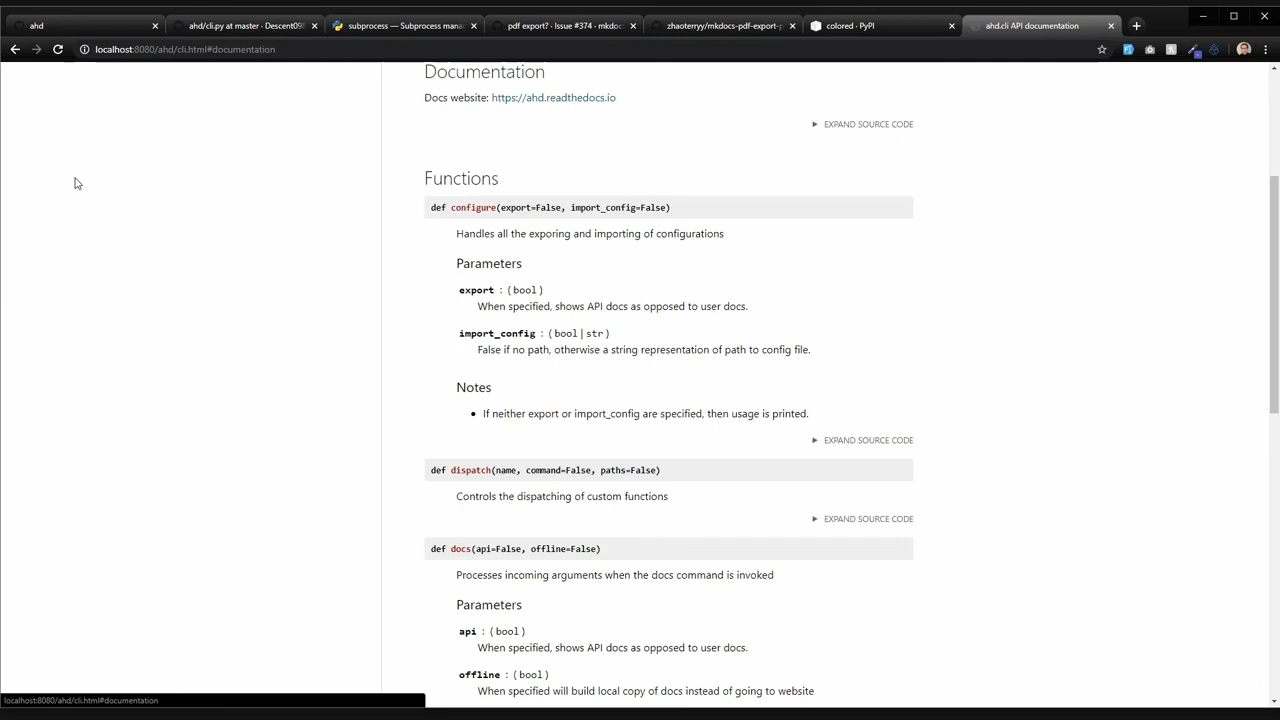 ahd
ahd/cli.py at master · Descent098
subprocess — Subprocess mana
pdf export? · Issue #374 · mkdoc
zhaoterryy/mkdocs-pdf-export-p
colored · PyPI
ahd.cli API documentation
localhost:8080/ahd/cli.html#documentation
Documentation
Docs website: https://ahd.readthedocs.io
EXPAND SOURCE CODE
Functions
def configure(export=False, import_config=False)
Handles all the exporing and importing of configurations
Parameters
export : (bool)
When specified, shows API docs as opposed to user docs.
import_config : (bool|str)
False if no path, otherwise a string representation of path to config file.
Notes
If neither export or import_config are specified, then usage is printed.
EXPAND SOURCE CODE
def dispatch(name, command=False, paths=False)
Controls the dispatching of custom functions
EXPAND SOURCE CODE
def docs(api=False, offline=False)
Processes incoming arguments when the docs command is invoked
Parameters
api : (bool)
When specified, shows API docs as opposed to user docs.
offline : (bool)
When specified will build local copy of docs instead of going to website
localhost:8080/ahd/cli.html#documentation